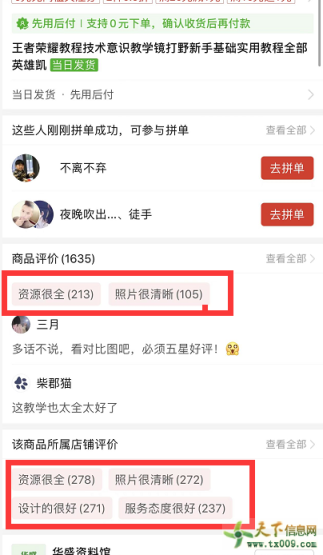 先用后付 | 支持0元下单，确认收货后再付款
王者荣耀教程技术意识教学镜打野新手基础实用教程全部
英雄凯 当日发货
当日发货 · 先用后付
这些人刚刚拼单成功，可参与拼单 查看全部
不离不弃 去拼单
夜晚吹出...、徒手 去拼单
商品评价 (1635) 查看全部
资源很全 (213) 照片很清晰 (105)
三月
多话不说，看对比图吧，必须五星好评！
柴郡猫
这教学也太全太好了
该商品所属店铺评价 查看全部
资源很全 (278) 照片很清晰 (272)
设计的很好 (271) 服务态度很好 (237)
华盛资料馆
天下信息网
www.tx009.com